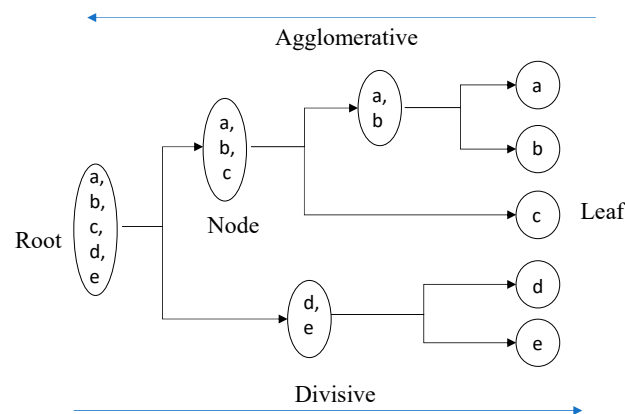 Agglomerative
a,
b
a
b
a,
b,
c
Node
c
Leaf
Root
a,
b,
c,
d,
e
d,
e
d
e
Divisive